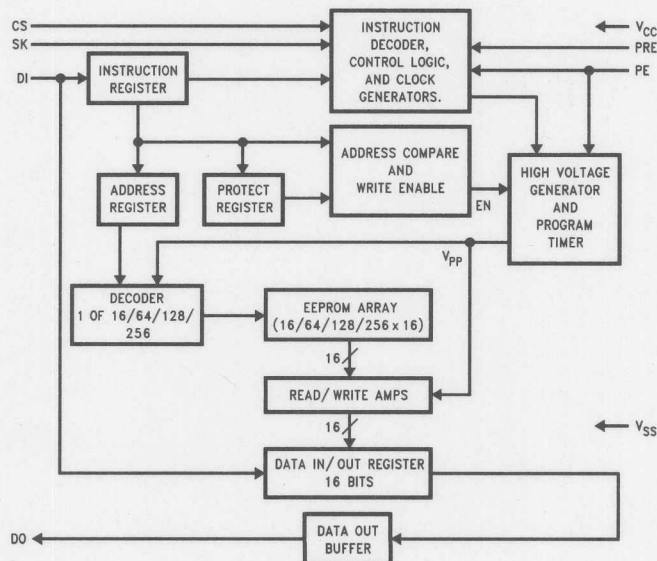 CS
SK
DI
INSTRUCTION
REGISTER
INSTRUCTION
DECODER,
CONTROL LOGIC,
AND CLOCK
GENERATORS.
VCC
PRE
PE
ADDRESS
REGISTER
PROTECT
REGISTER
ADDRESS COMPARE
AND
WRITE ENABLE
EN
HIGH VOLTAGE
GENERATOR
AND
PROGRAM
TIMER
VPP
DECODER
1 OF 16/64/128/
256
EEPROM ARRAY
(16/64/128/256 x 16)
16
READ/WRITE AMPS
16
VSS
DATA IN/OUT REGISTER
16 BITS
DO
DATA OUT
BUFFER